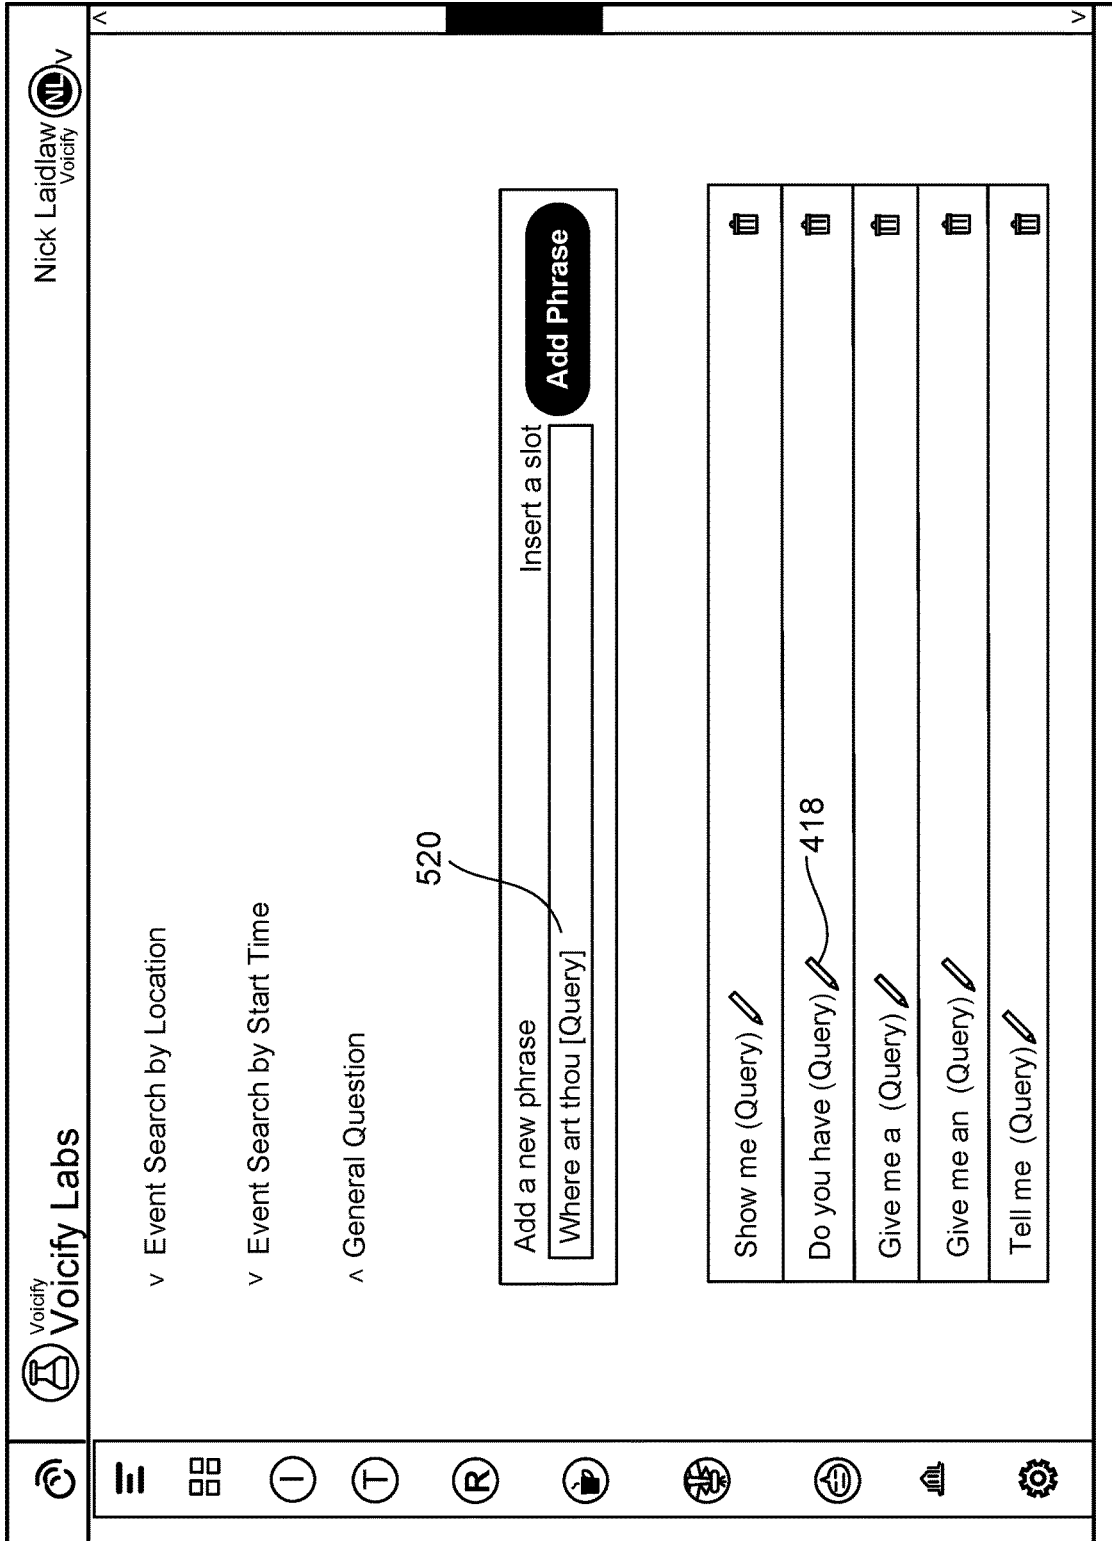 Voicify
Voicify Labs
Nick Laidlaw
Voicify
NL
v
v Event Search by Location
v Event Search by Start Time
^ General Question
520
Add a new phrase
Insert a slot
Where art thou [Query]
Add Phrase
Show me (Query)
Do you have (Query)
418
Give me a (Query)
Give me an (Query)
Tell me (Query)
I
T
R